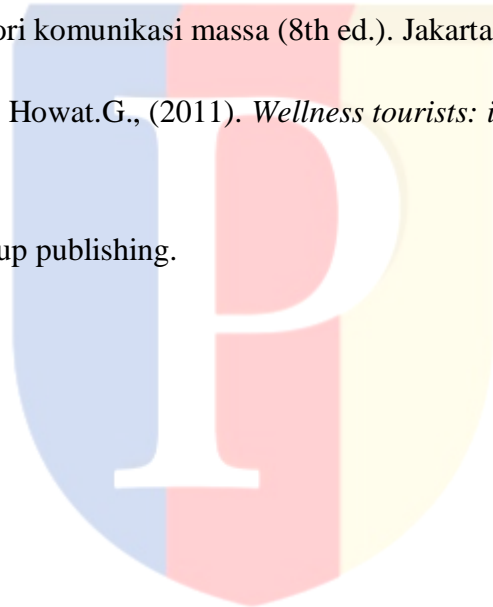 ori komunikasi massa (8th ed.). Jakarta
Howat.G., (2011). Wellness tourists: i
up publishing.
P